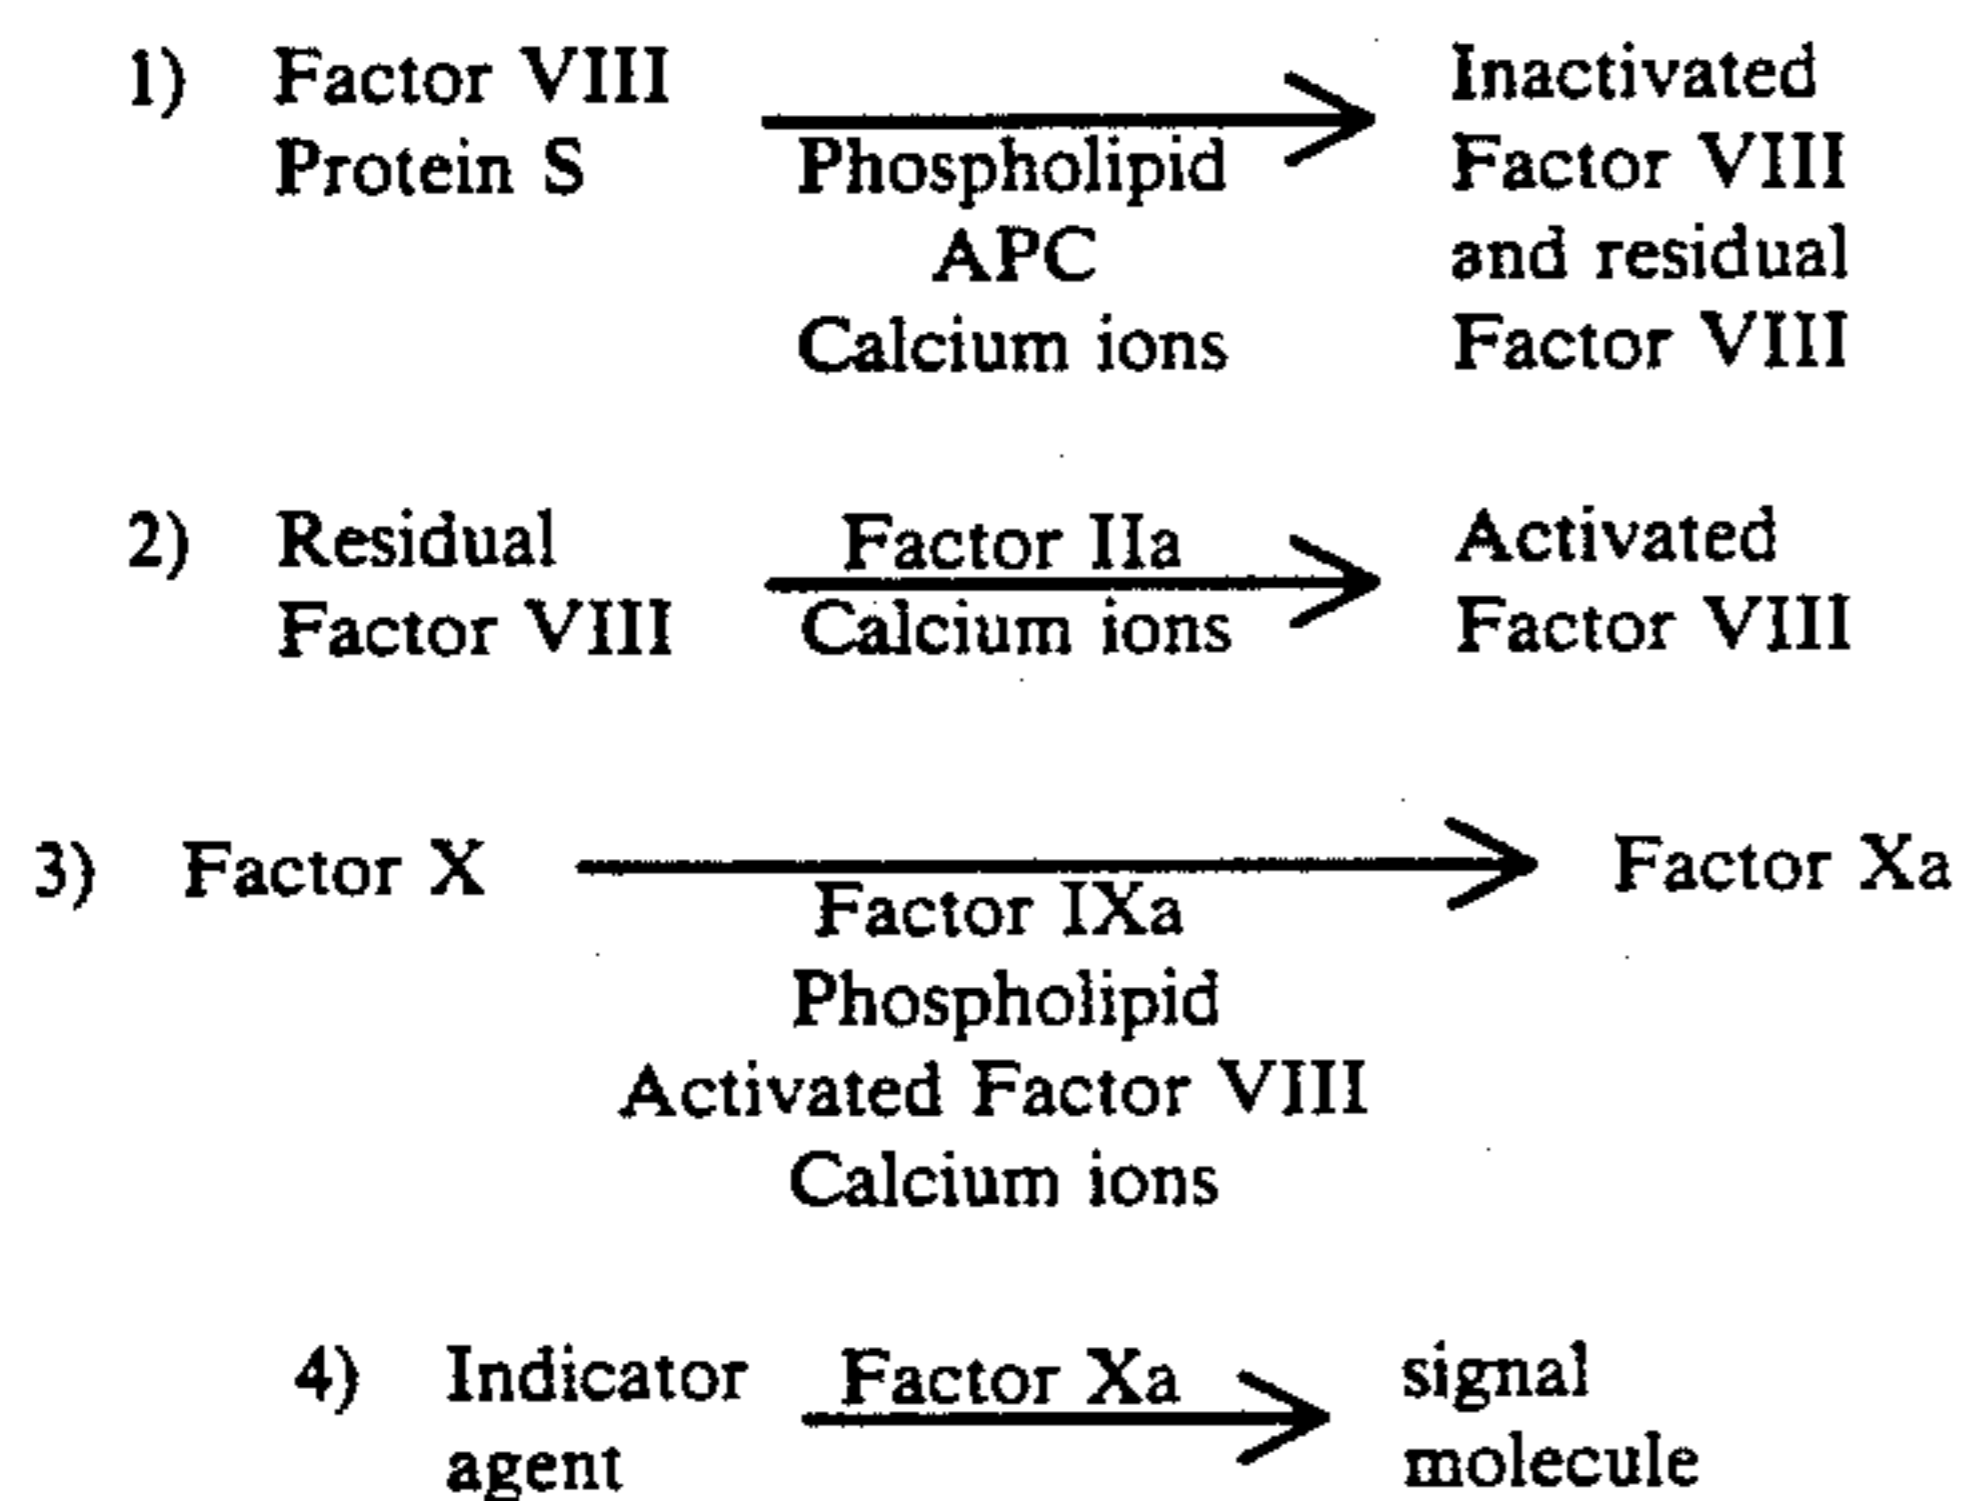 1) Factor VIII
Protein S
Phospholipid
APC
Calcium ions
Inactivated
Factor VIII
and residual
Factor VIII
2) Residual
Factor VIII
Factor IIa
Calcium ions
Activated
Factor VIII
3) Factor X
Factor IXa
Phospholipid
Activated Factor VIII
Calcium ions
Factor Xa
4) Indicator
agent
Factor Xa
signal
molecule